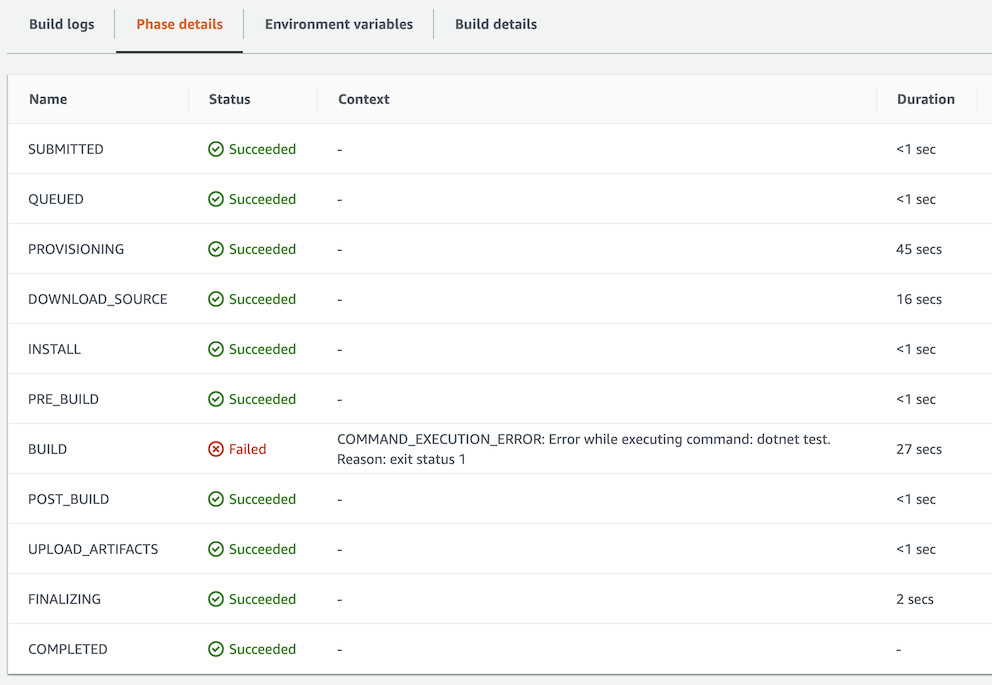 Build logs Phase details Environment variables Build details
Name Status Context Duration
SUBMITTED Succeeded - <1 sec
QUEUED Succeeded - <1 sec
PROVISIONING Succeeded - 45 secs
DOWNLOAD_SOURCE Succeeded - 16 secs
INSTALL Succeeded - <1 sec
PRE_BUILD Succeeded - <1 sec
BUILD Failed COMMAND_EXECUTION_ERROR: Error while executing command: dotnet test. 27 secs
Reason: exit status 1
POST_BUILD Succeeded - <1 sec
UPLOAD_ARTIFACTS Succeeded - <1 sec
FINALIZING Succeeded - 2 secs
COMPLETED Succeeded - -